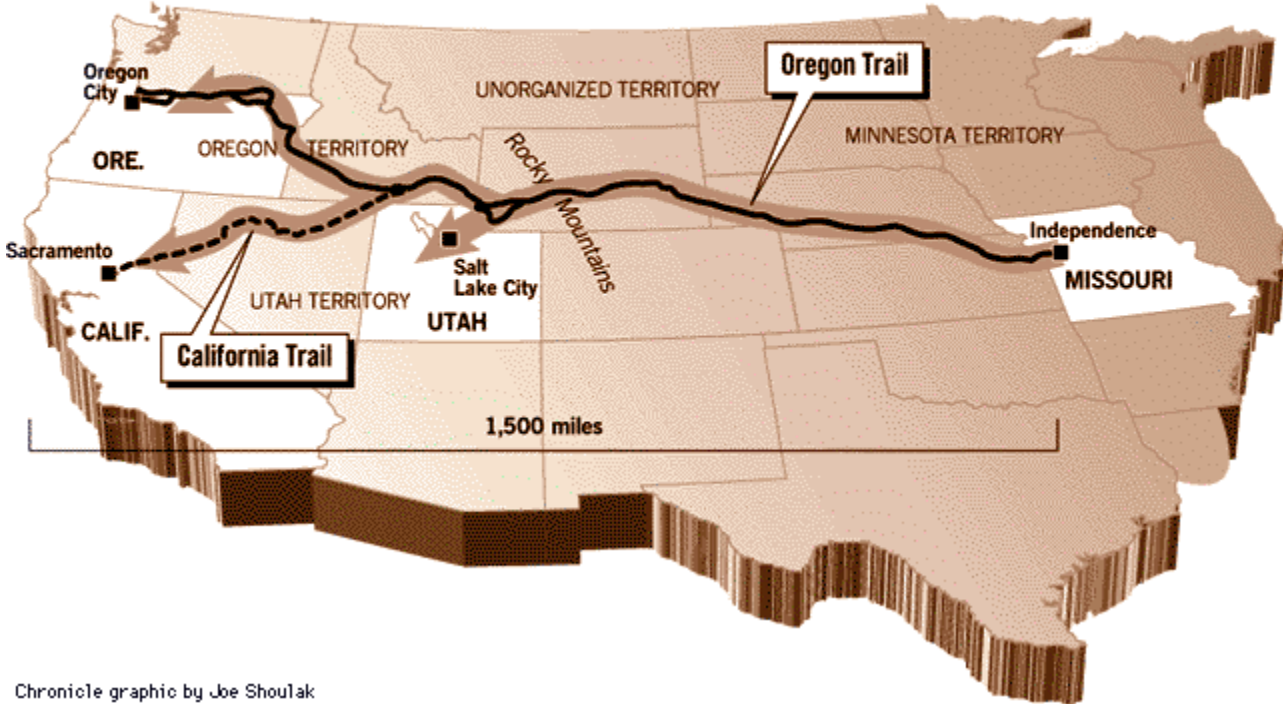 Oregon Trail
Oregon
City
UNORGANIZED TERRITORY
MINNESOTA TERRITORY
ORE.
OREGON TERRITORY
Rocky
Mountains
Sacramento
Independence
MISSOURI
Salt
Lake City
UTAH TERRITORY
UTAH
CALIF.
California Trail
1,500 miles
Chronicle graphic by Joe Shoulak